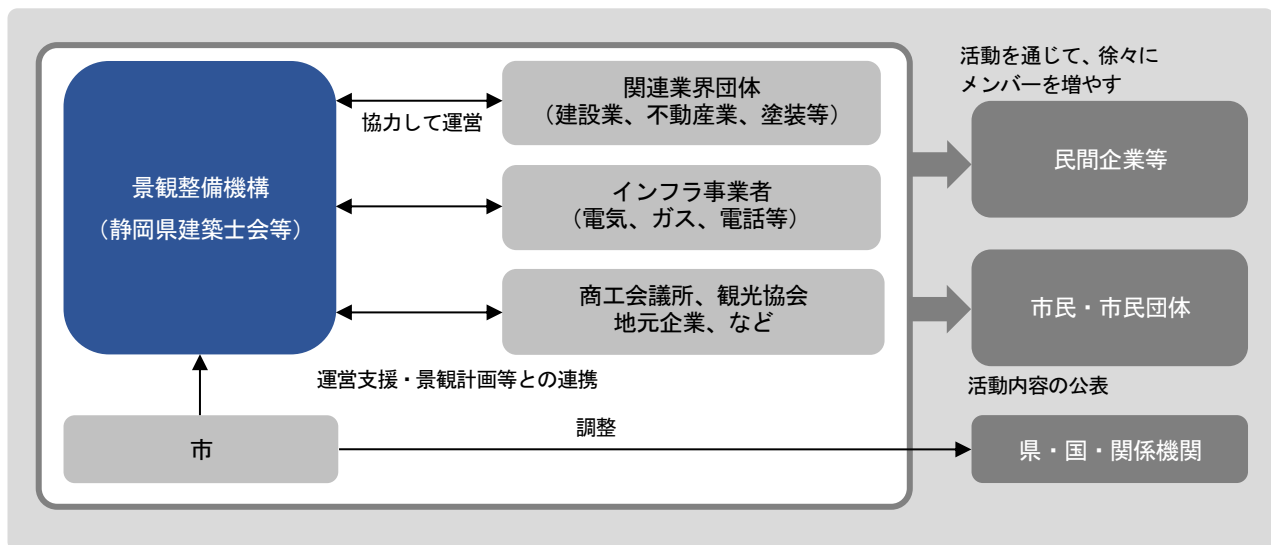 景観整備機構
（静岡県建築士会等）
協力して運営
関連業界団体
（建設業、不動産業、塗装等）
インフラ事業者
（電気、ガス、電話等）
商工会議所、観光協会
地元企業、など
運営支援・景観計画等との連携
市
調整
活動を通じて、徐々に
メンバーを増やす
民間企業等
市民・市民団体
活動内容の公表
県・国・関係機関